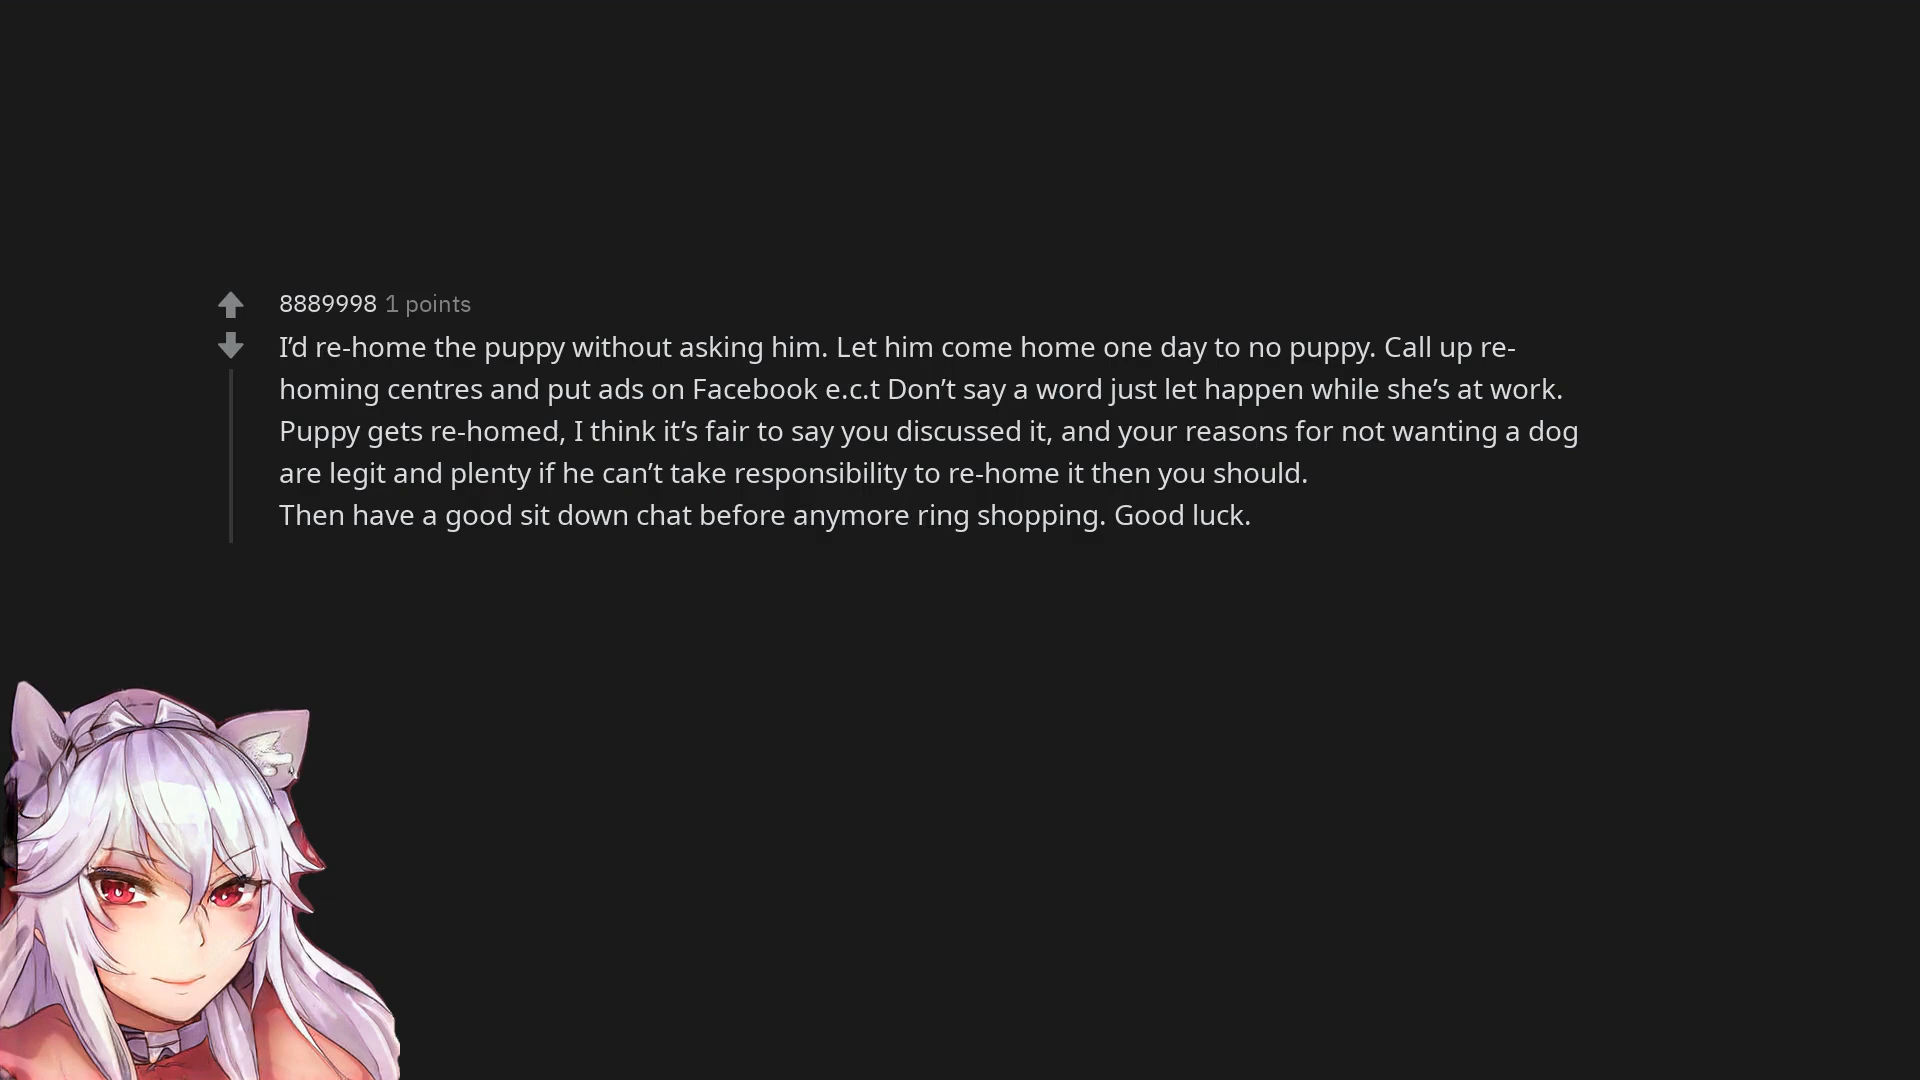 8889998 1 points
I’d re-home the puppy without asking him. Let him come home one day to no puppy. Call up re-
homing centres and put ads on Facebook e.c.t Don’t say a word just let happen while she’s at work.
Puppy gets re-homed, I think it’s fair to say you discussed it, and your reasons for not wanting a dog
are legit and plenty if he can’t take responsibility to re-home it then you should.
Then have a good sit down chat before anymore ring shopping. Good luck.